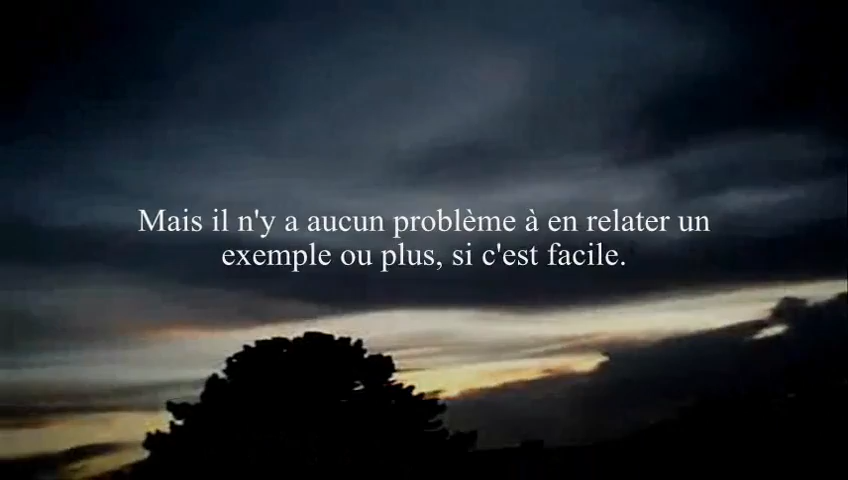 Mais il n'y a aucun problème à en relater un
exemple ou plus, si c'est facile.